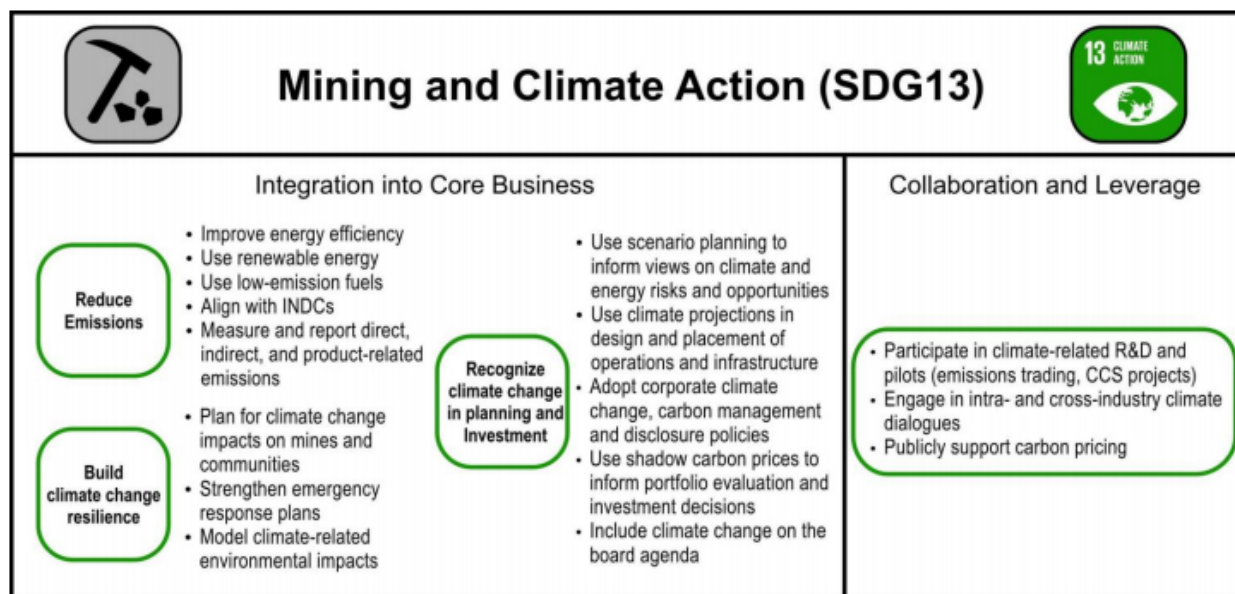 Mining and Climate Action (SDG13)
13 CLIMATE
ACTION
Integration into Core Business
Reduce
Emissions
• Improve energy efficiency
• Use renewable energy
• Use low-emission fuels
• Align with INDCs
• Measure and report direct,
indirect, and product-related
emissions
Build
climate change
resilience
• Plan for climate change
impacts on mines and
communities
• Strengthen emergency
response plans
• Model climate-related
environmental impacts
Recognize
climate change
in planning and
Investment
• Use scenario planning to
inform views on climate and
energy risks and opportunities
• Use climate projections in
design and placement of
operations and infrastructure
• Adopt corporate climate
change, carbon management
and disclosure policies
• Use shadow carbon prices to
inform portfolio evaluation and
investment decisions
• Include climate change on the
board agenda
Collaboration and Leverage
• Participate in climate-related R&D and
pilots (emissions trading, CCS projects)
• Engage in intra- and cross-industry climate
dialogues
• Publicly support carbon pricing